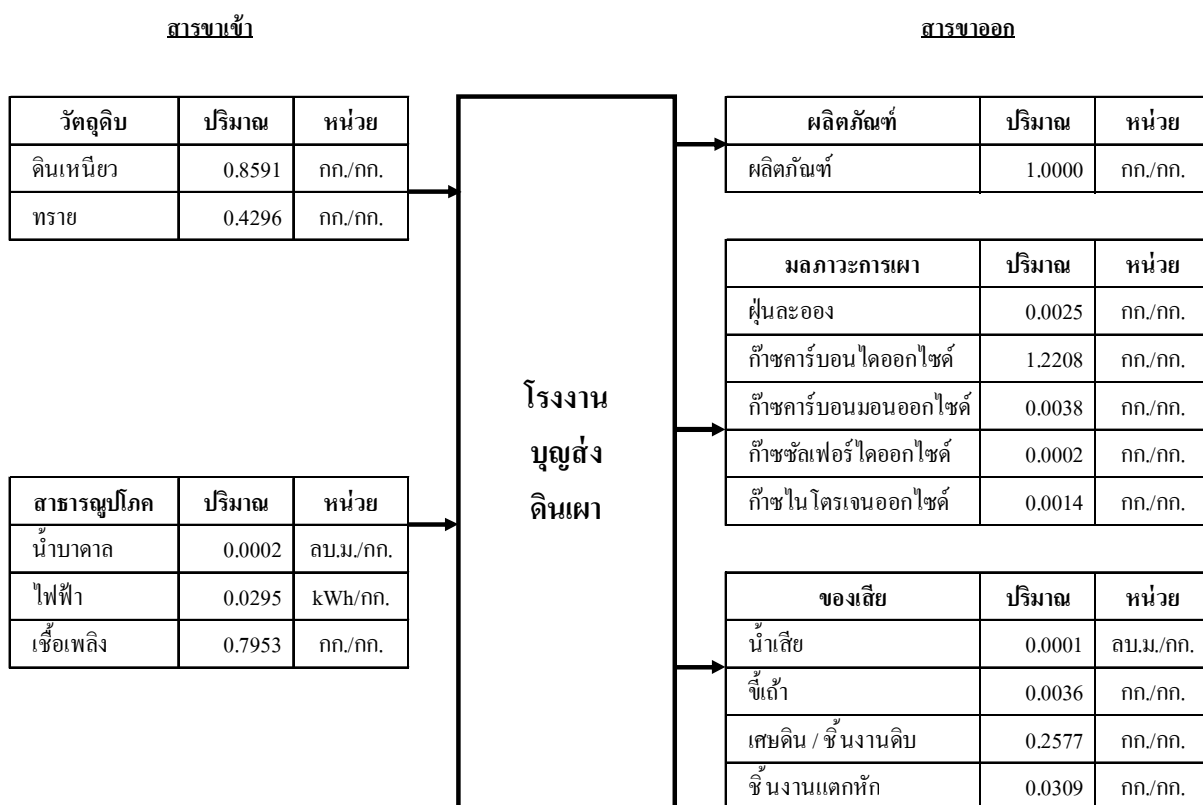 สารขาเข้า
สารขาออก
วัตถุดิบ ปริมาณ หน่วย
ดินเหนียว 0.8591 กก./กก.
ทราย 0.4296 กก./กก.
สาธารณูปโภค ปริมาณ หน่วย
น้ำบาดาล 0.0002 ลบ.ม./กก.
ไฟฟ้า 0.0295 kWh/กก.
เชื้อเพลิง 0.7953 กก./กก.
โรงงาน
บุญส่ง
ดินเผา
ผลิตภัณฑ์ ปริมาณ หน่วย
ผลิตภัณฑ์ 1.0000 กก./กก.
มลภาวะการเผา ปริมาณ หน่วย
ฝุ่นละออง 0.0025 กก./กก.
ก๊าซคาร์บอนไดออกไซด์ 1.2208 กก./กก.
ก๊าซคาร์บอนมอนออกไซด์ 0.0038 กก./กก.
ก๊าซซัลเฟอร์ไดออกไซด์ 0.0002 กก./กก.
ก๊าซไนโตรเจนออกไซด์ 0.0014 กก./กก.
ของเสีย ปริมาณ หน่วย
น้ำเสีย 0.0001 ลบ.ม./กก.
ขี้เถ้า 0.0036 กก./กก.
เศษดิน / ชิ้นงานดิบ 0.2577 กก./กก.
ชิ้นงานแตกหัก 0.0309 กก./กก.